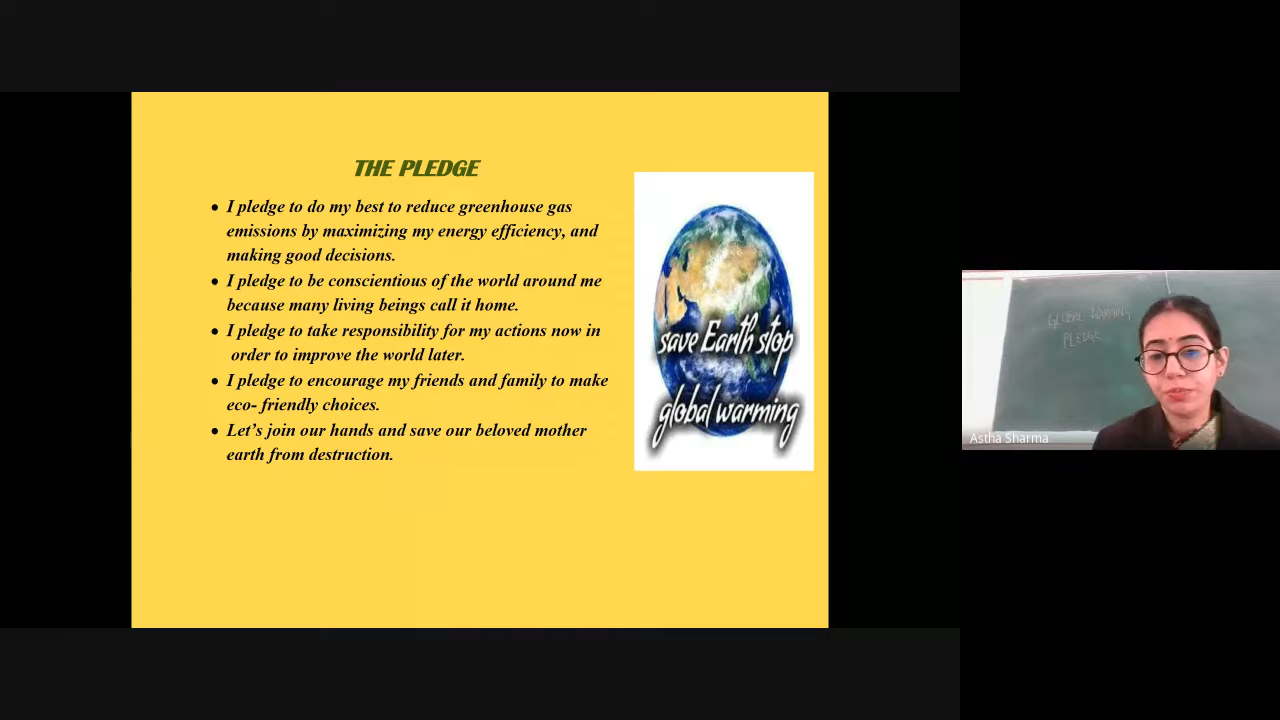 THE PLEDGE
• I pledge to do my best to reduce greenhouse gas
emissions by maximizing my energy efficiency, and
making good decisions.
• I pledge to be conscientious of the world around me
because many living beings call it home.
• I pledge to take responsibility for my actions now in
order to improve the world later.
• I pledge to encourage my friends and family to make
eco- friendly choices.
• Let’s join our hands and save our beloved mother
earth from destruction.
save Earth stop
global warming
GLOBAL WARMING
PLEDGE
Astha Sharma